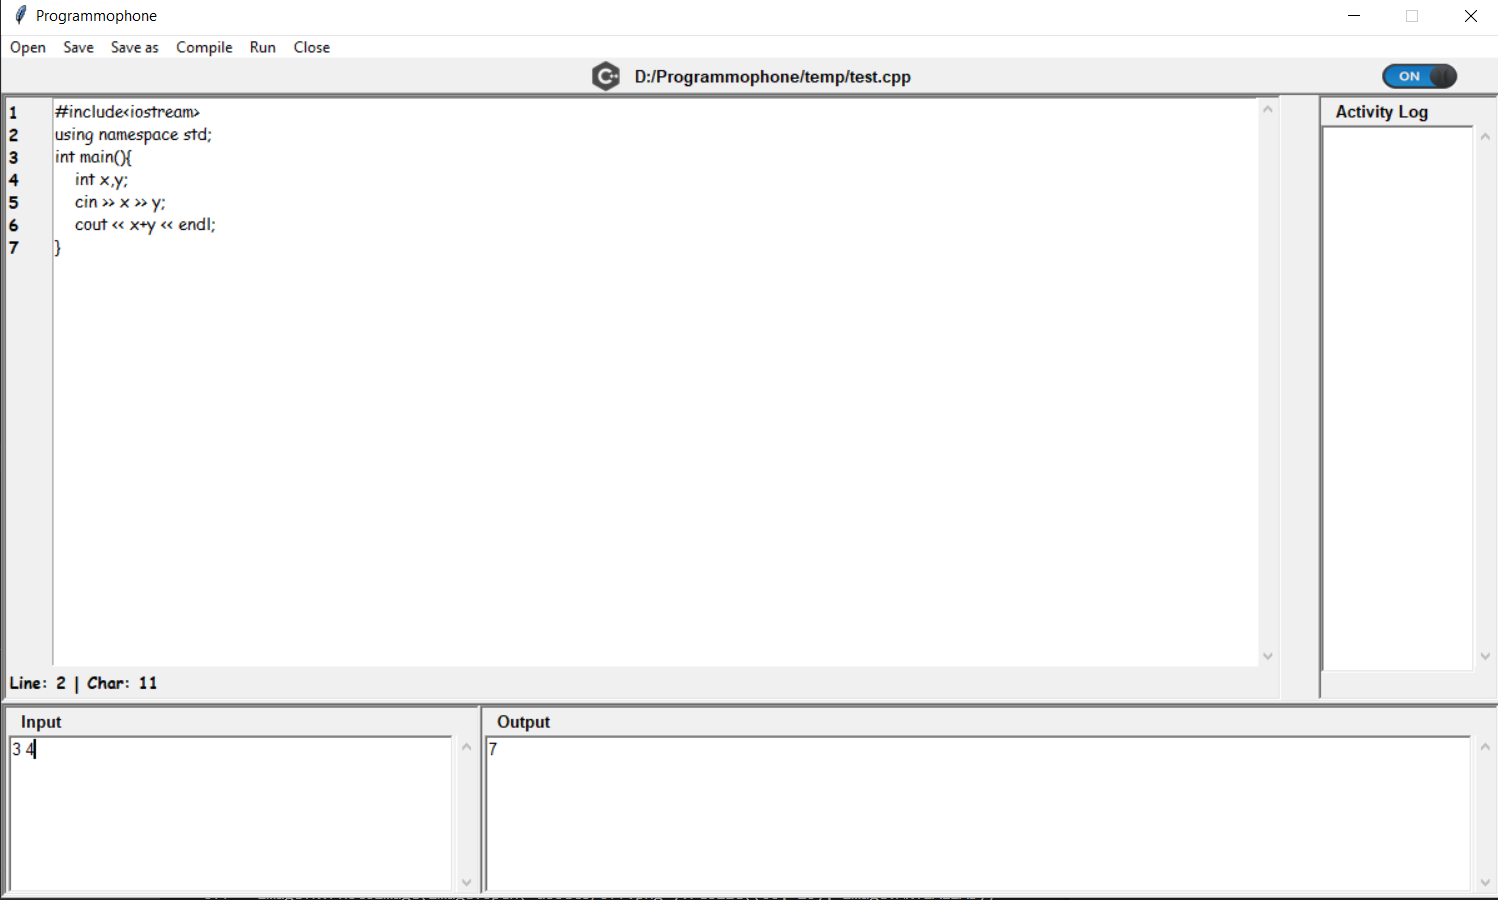 Programmophone
Open Save Save as Compile Run Close
D:/Programmophone/temp/test.cpp
ON
1 #include<iostream>
2 using namespace std;
3 int main(){
4 int x,y;
5 cin >> x >> y;
6 cout << x+y << endl;
7 }
Line: 2 | Char: 11
Activity Log
Input
3 4
Output
7